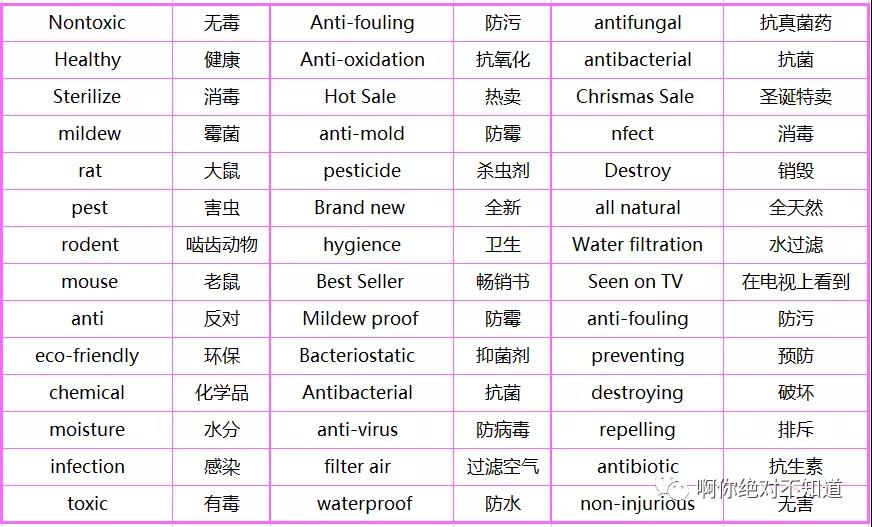 Nontoxic 无毒 Anti-fouling 防污 antifungal 抗真菌药
Healthy 健康 Anti-oxidation 抗氧化 antibacterial 抗菌
Sterilize 消毒 Hot Sale 热卖 Chrismas Sale 圣诞特卖
mildew 霉菌 anti-mold 防霉 nfect 消毒
rat 大鼠 pesticide 杀虫剂 Destroy 销毁
pest 害虫 Brand new 全新 all natural 全天然
rodent 啮齿动物 hygience 卫生 Water filtration 水过滤
mouse 老鼠 Best Seller 畅销书 Seen on TV 在电视上看到
anti 反对 Mildew proof 防霉 anti-fouling 防污
eco-friendly 环保 Bacteriostatic 抑菌剂 preventing 预防
chemical 化学品 Antibacterial 抗菌 destroying 破坏
moisture 水分 anti-virus 防病毒 repelling 排斥
infection 感染 filter air 过滤空气 antibiotic 抗生素
toxic 有毒 waterproof 防水 non-injurious 无害
啊你绝对不知道